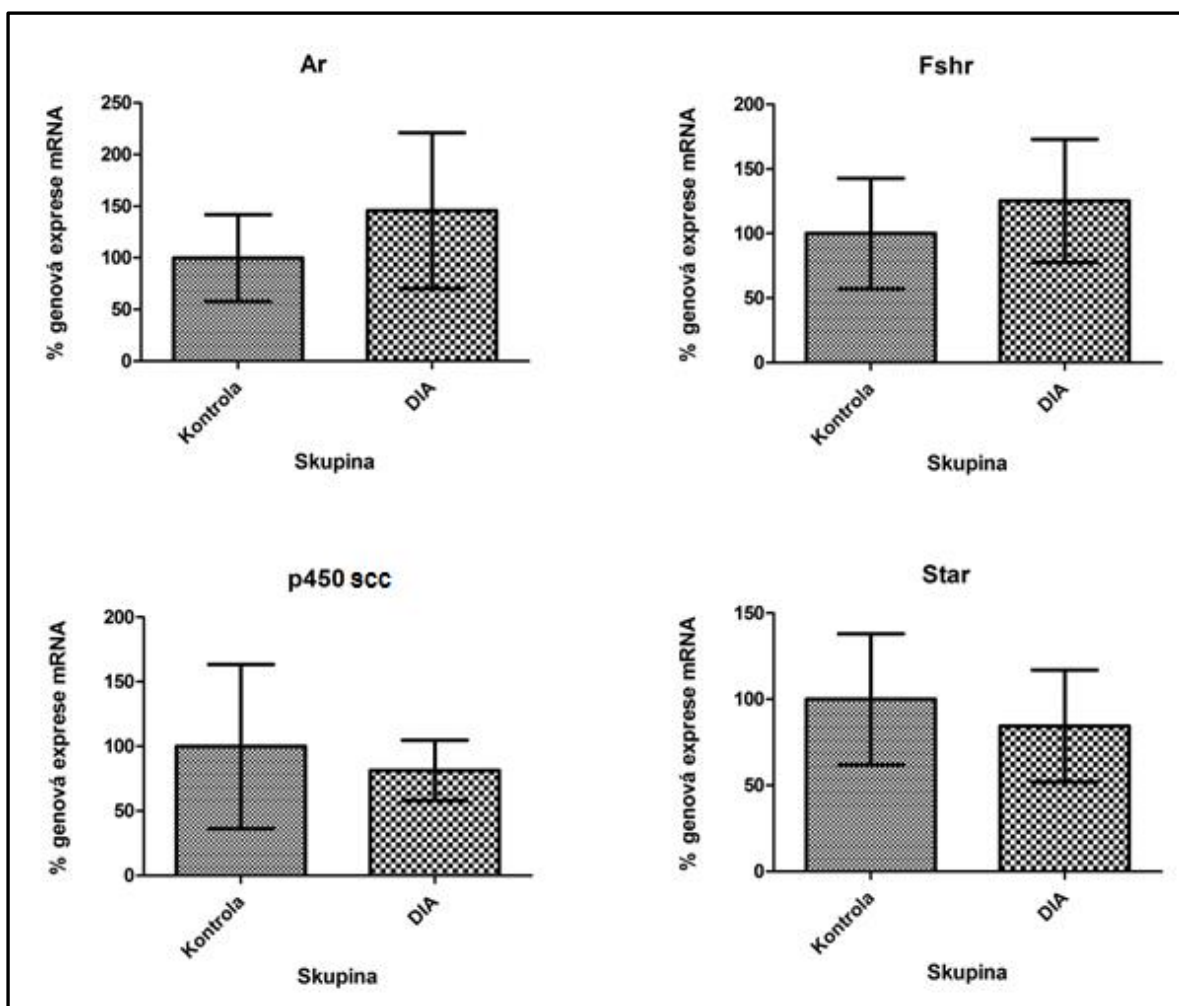 Ar
% genová exprese mRNA
250
200
150
100
50
0
Kontrola
DIA
Skupina
Fshr
% genová exprese mRNA
200
150
100
50
0
Kontrola
DIA
Skupina
p450 scc
% genová exprese mRNA
200
150
100
50
0
Kontrola
DIA
Skupina
Star
% genová exprese mRNA
150
100
50
0
Kontrola
DIA
Skupina